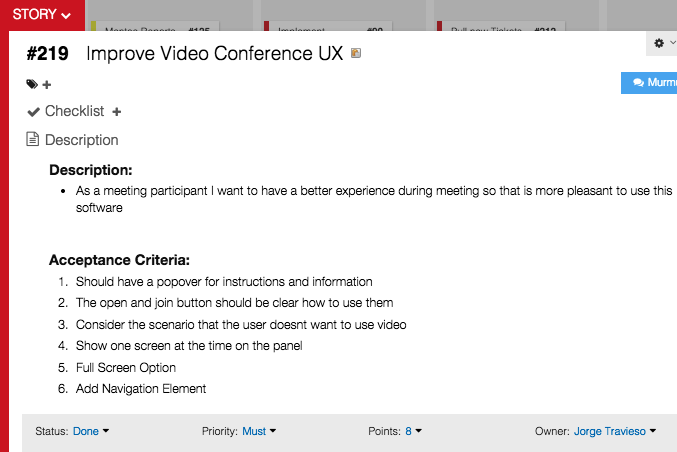 STORY
#219 Improve Video Conference UX
Murm
Checklist
Description
Description:
As a meeting participant I want to have a better experience during meeting so that is more pleasant to use this
software
Acceptance Criteria:
1. Should have a popover for instructions and information
2. The open and join button should be clear how to use them
3. Consider the scenario that the user doesnt want to use video
4. Show one screen at the time on the panel
5. Full Screen Option
6. Add Navigation Element
Status: Done Priority: Must Points: 8 Owner: Jorge Travieso